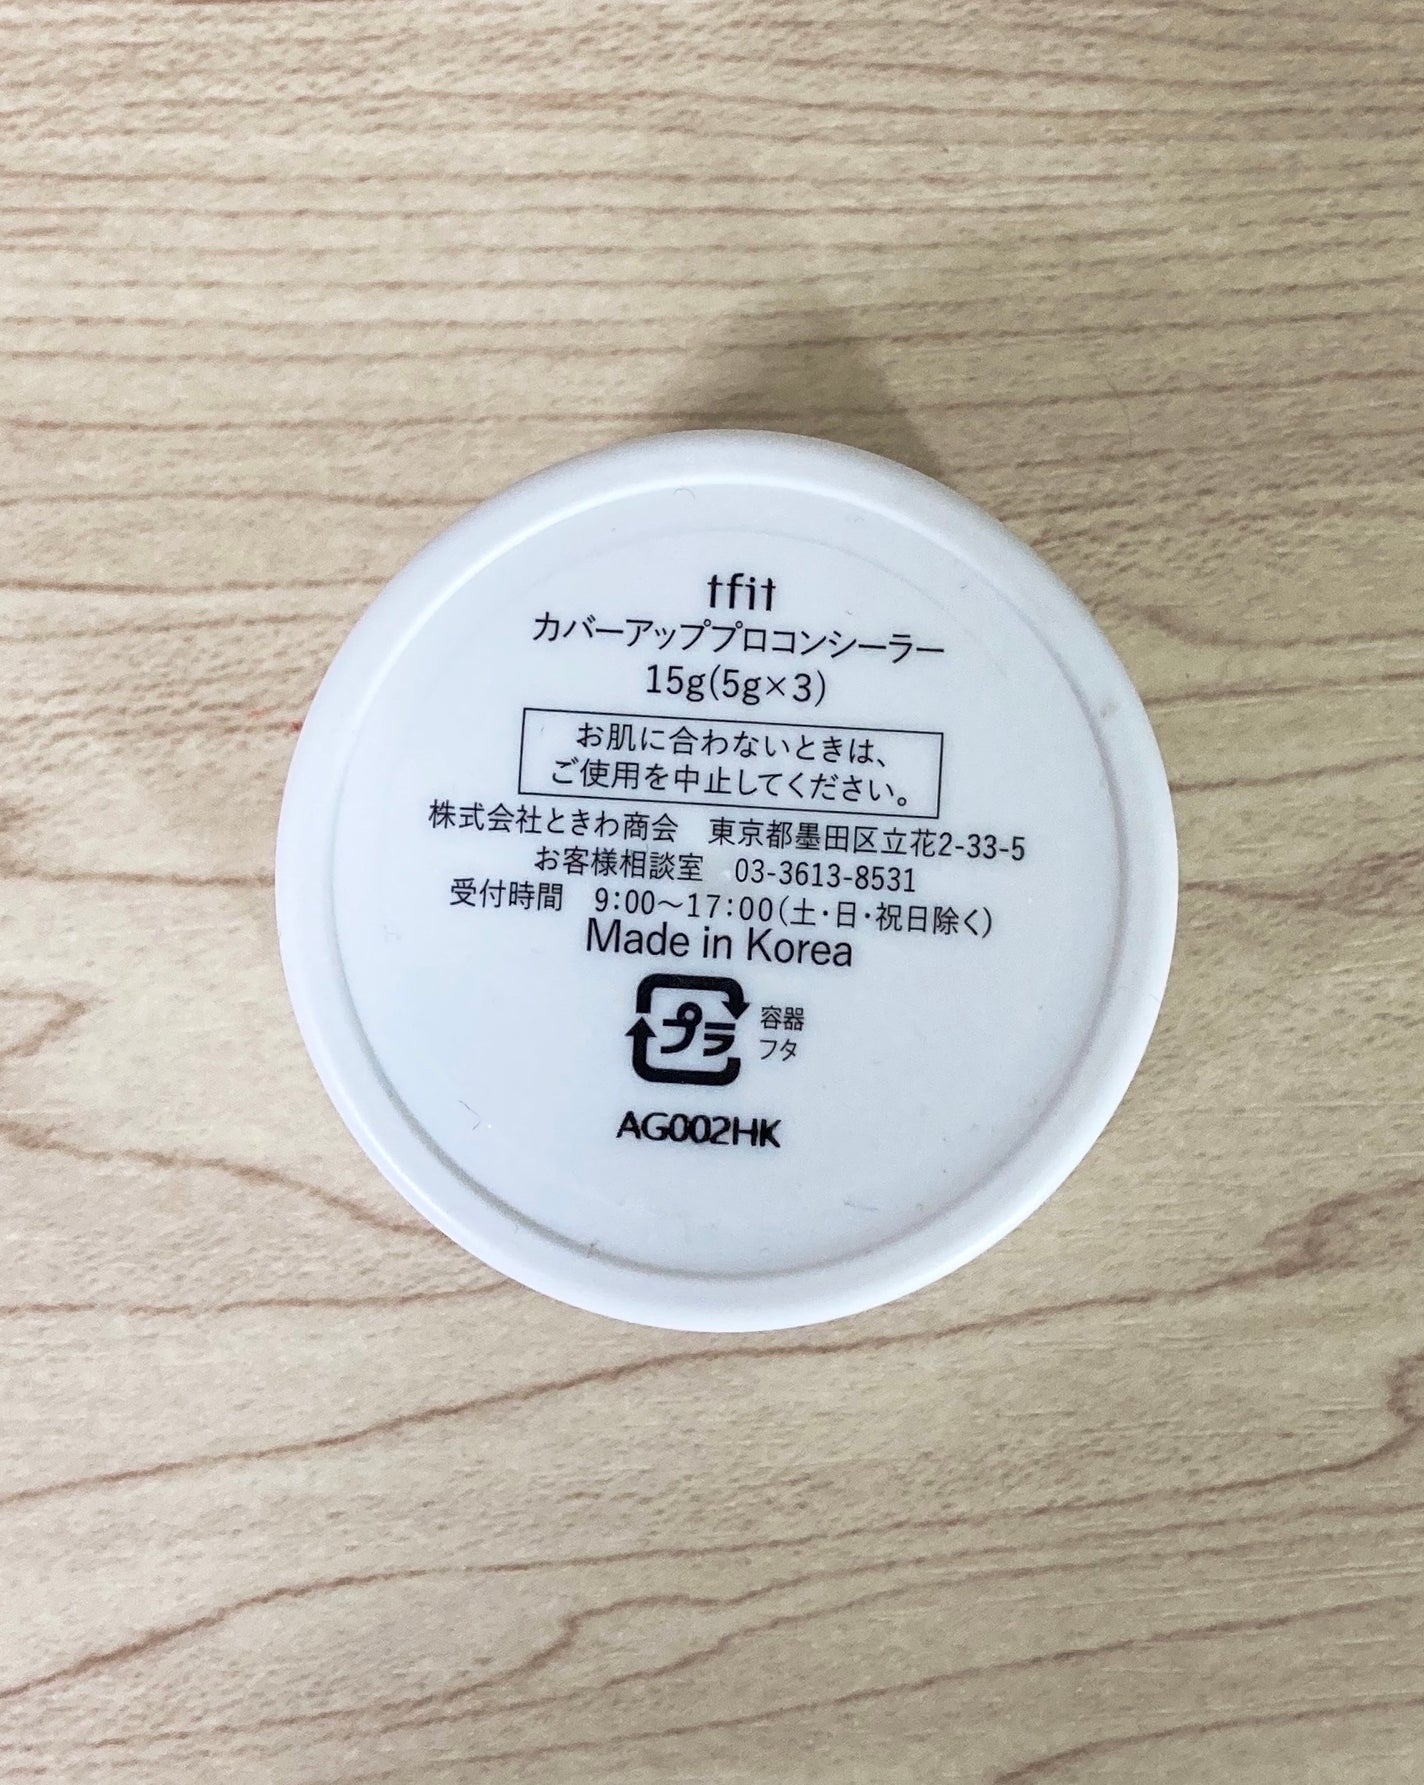 tfit
カバーアッププロコンシーラー
15g(5g×3)
お肌に合わないときは、
ご使用を中止してください。
株式会社ときわ商会　東京都墨田区立花2-33-5
お客様相談室　03-3613-8531
受付時間　9:00〜17:00(土・日・祝日除く)
Made in Korea
プラ
容器
フタ
AG002HK